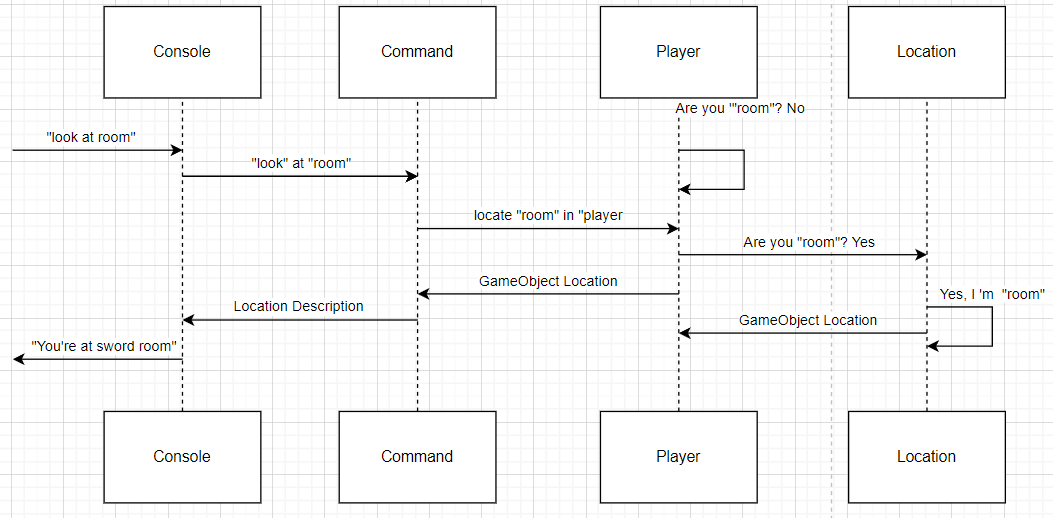 Console
Command
Player
Location
Are you '"room"? No
"look at room"
"look" at "room"
locate "room" in "player
Are you "room"? Yes
GameObject Location
Yes, I 'm "room"
Location Description
GameObject Location
"You're at sword room"
Console
Command
Player
Location